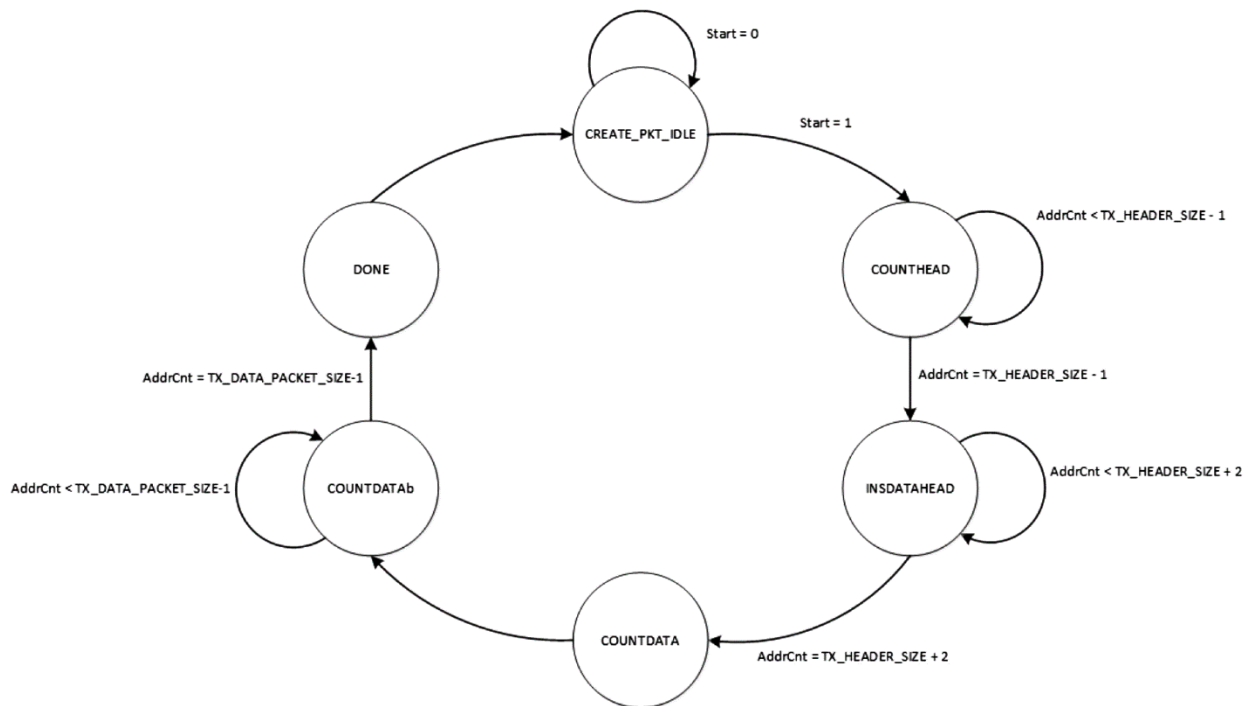 Start = 0
CREATE_PKT_IDLE
Start = 1
AddrCnt < TX_HEADER_SIZE - 1
DONE
COUNTHEAD
AddrCnt = TX_DATA_PACKET_SIZE-1
AddrCnt = TX_HEADER_SIZE - 1
AddrCnt < TX_DATA_PACKET_SIZE-1
COUNTDATAb
INSDATAHEAD
AddrCnt < TX_HEADER_SIZE + 2
COUNTDATA
AddrCnt = TX_HEADER_SIZE + 2